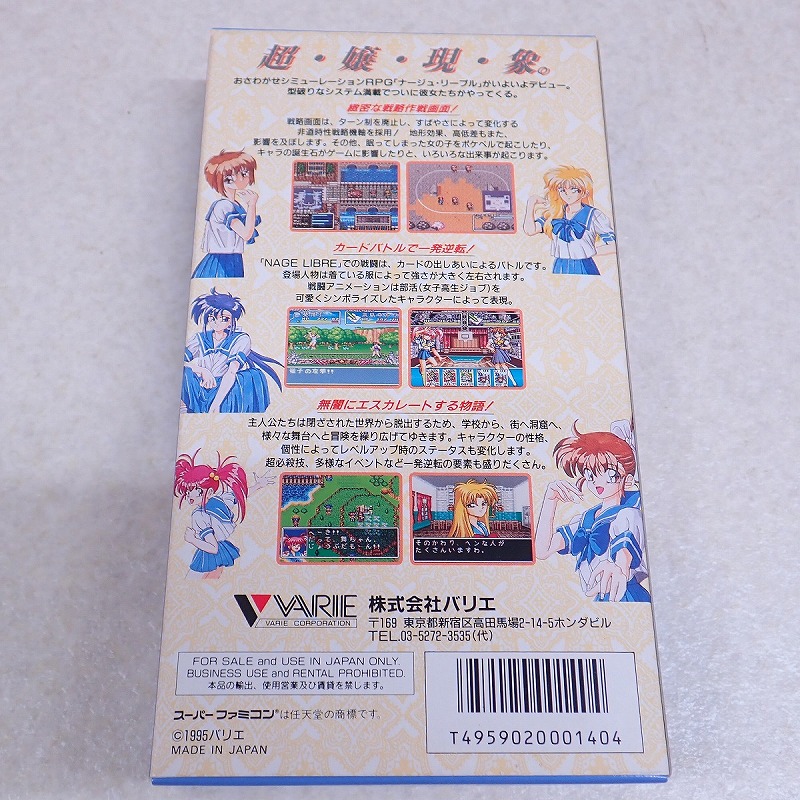 超・嬢・現・象。
おさわがせシミューレーションRPG「ナージュ・リーブル」がいよいよデビュー。
型破りなシステム満載でついに彼女たちがやってくる。
緻密な戦略作戦画面!
戦略画面は、ターン制を廃止し、すばやさによって変化する
非道時性戦略機軸を採用! 地形効果、高低差もまた、
影響を及ぼします。その他、眠ってしまった女の子をポケベルで起こしたり、
キャラの誕生石がゲームに影響したりと、いろいろな出来事が起こります。
カードバトルで一発逆転!
「NAGE LIBRE」での戦闘は、カードの出しあいによるバトルです。
登場人物は着ている服によって強さが大きく左右されます。
戦闘アニメーションは部活(女子高生ジョブ)を
可愛くシンボライズしたキャラクターによって表現。
無闇にエスカレートする物語!
主人公たちは閉ざされた世界から脱出するため、学校から、街へ洞窟へ、
様々な舞台へと冒険を繰り広げてゆきます。キャラクターの性格、
個性によってレベルアップ時のステータスも変化します。
超必殺技、多様なイベントなど一発逆転の要素も盛りだくさん。
へーき!!
だって、舞ちゃん、
じょうぶだもーん!!
そのかわり、ヘンな人が
たくさんいますわ。
VARIE
VARIE CORPORATION
株式会社バリエ
〒169 東京都新宿区高田馬場2-14-5ホンダビル
TEL.03-5272-3535(代)
FOR SALE and USE IN JAPAN ONLY.
BUSINESS USE and RENTAL PROHIBITED.
本品の輸出、使用営業及び賃貸を禁じます。
スーパーファミコン®は任天堂の商標です。
©1995バリエ
MADE IN JAPAN
T4959020001404